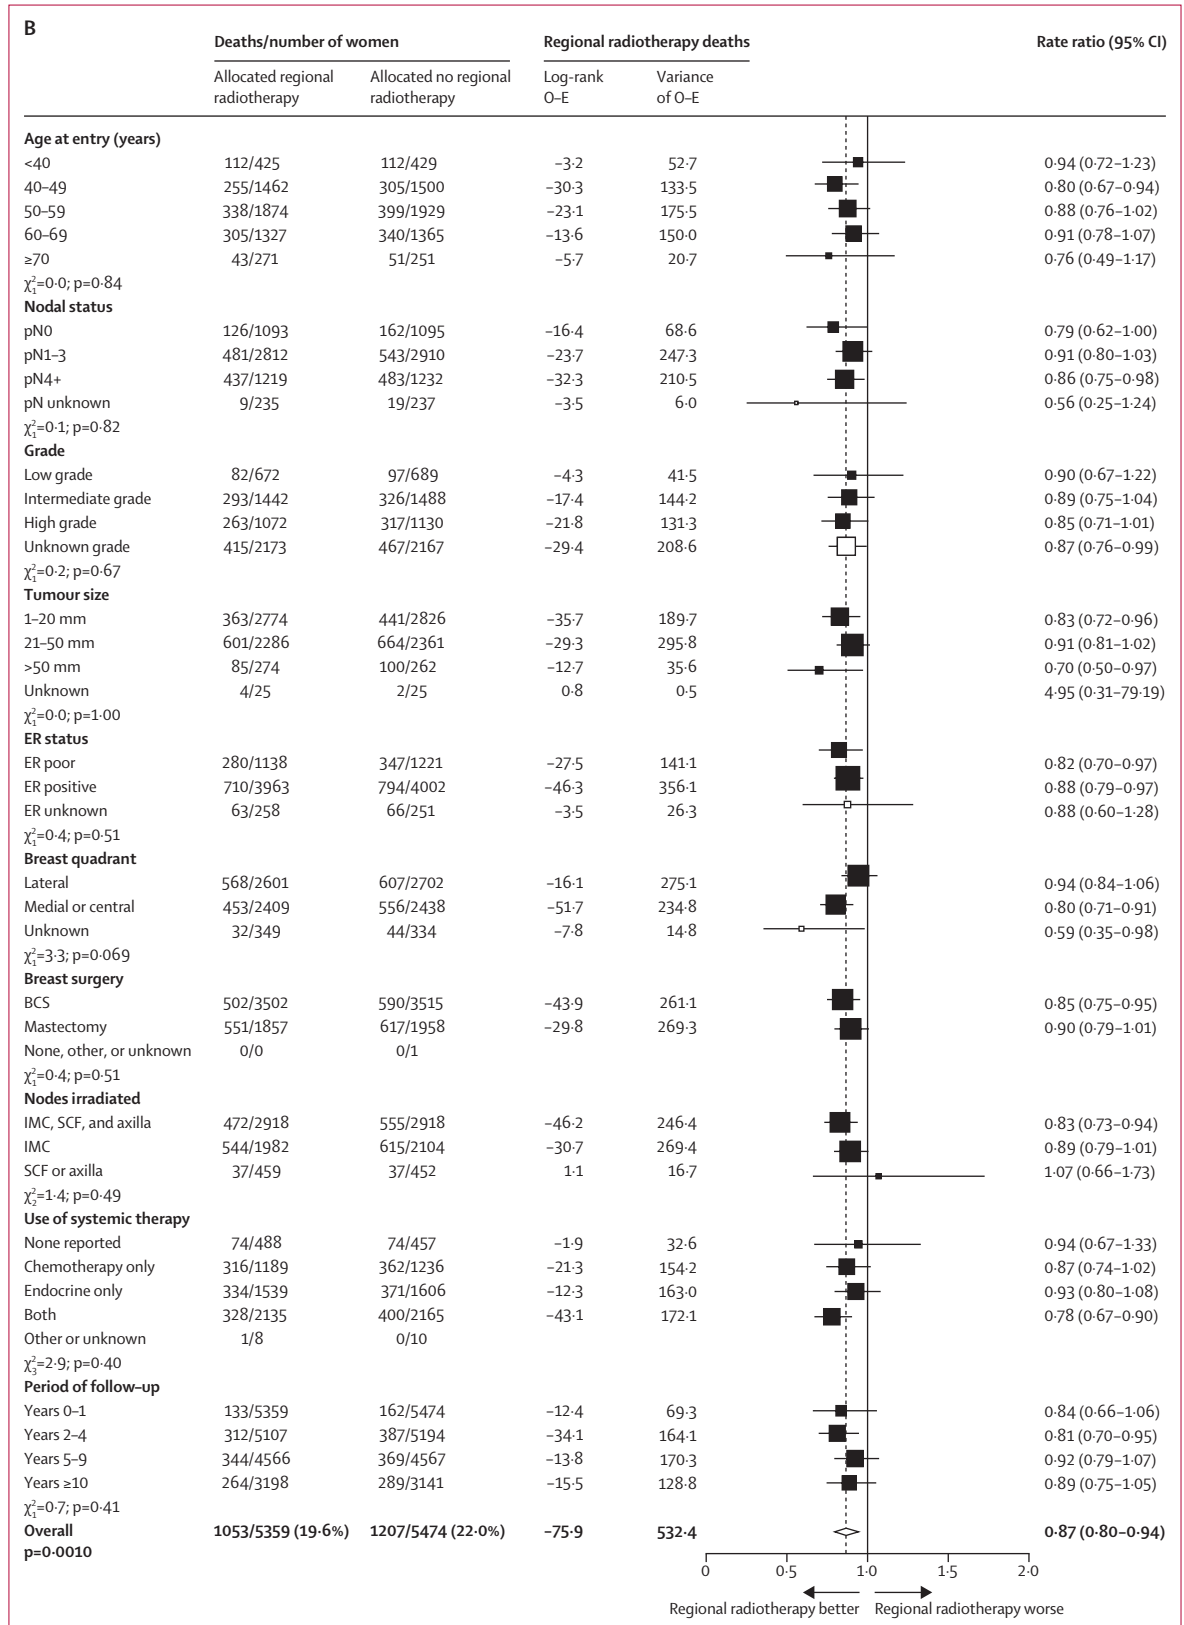 B
Deaths/number of women Regional radiotherapy deaths Rate ratio (95% CI)
Allocated regional radiotherapy Allocated no regional radiotherapy Log-rank O–E Variance of O–E
Age at entry (years)
<40 112/425 112/429 –3·2 52·7 0·94 (0·72–1·23)
40–49 255/1462 305/1500 –30·3 133·5 0·80 (0·67–0·94)
50–59 338/1874 399/1929 –23·1 175·5 0·88 (0·76–1·02)
60–69 305/1327 340/1365 –13·6 150·0 0·91 (0·78–1·07)
≥70 43/271 51/251 –5·7 20·7 0·76 (0·49–1·17)
χ²₁=0·0; p=0·84
Nodal status
pN0 126/1093 162/1095 –16·4 68·6 0·79 (0·62–1·00)
pN1–3 481/2812 543/2910 –23·7 247·3 0·91 (0·80–1·03)
pN4+ 437/1219 483/1232 –32·3 210·5 0·86 (0·75–0·98)
pN unknown 9/235 19/237 –3·5 6·0 0·56 (0·25–1·24)
χ²₁=0·1; p=0·82
Grade
Low grade 82/672 97/689 –4·3 41·5 0·90 (0·67–1·22)
Intermediate grade 293/1442 326/1488 –17·4 144·2 0·89 (0·75–1·04)
High grade 263/1072 317/1130 –21·8 131·3 0·85 (0·71–1·01)
Unknown grade 415/2173 467/2167 –29·4 208·6 0·87 (0·76–0·99)
χ²₁=0·2; p=0·67
Tumour size
1–20 mm 363/2774 441/2826 –35·7 189·7 0·83 (0·72–0·96)
21–50 mm 601/2286 664/2361 –29·3 295·8 0·91 (0·81–1·02)
>50 mm 85/274 100/262 –12·7 35·6 0·70 (0·50–0·97)
Unknown 4/25 2/25 0·8 0·5 4·95 (0·31–79·19)
χ²₁=0·0; p=1·00
ER status
ER poor 280/1138 347/1221 –27·5 141·1 0·82 (0·70–0·97)
ER positive 710/3963 794/4002 –46·3 356·1 0·88 (0·79–0·97)
ER unknown 63/258 66/251 –3·5 26·3 0·88 (0·60–1·28)
χ²₁=0·4; p=0·51
Breast quadrant
Lateral 568/2601 607/2702 –16·1 275·1 0·94 (0·84–1·06)
Medial or central 453/2409 556/2438 –51·7 234·8 0·80 (0·71–0·91)
Unknown 32/349 44/334 –7·8 14·8 0·59 (0·35–0·98)
χ²₁=3·3; p=0·069
Breast surgery
BCS 502/3502 590/3515 –43·9 261·1 0·85 (0·75–0·95)
Mastectomy 551/1857 617/1958 –29·8 269·3 0·90 (0·79–1·01)
None, other, or unknown 0/0 0/1
χ²₁=0·4; p=0·51
Nodes irradiated
IMC, SCF, and axilla 472/2918 555/2918 –46·2 246·4 0·83 (0·73–0·94)
IMC 544/1982 615/2104 –30·7 269·4 0·89 (0·79–1·01)
SCF or axilla 37/459 37/452 1·1 16·7 1·07 (0·66–1·73)
χ²₂=1·4; p=0·49
Use of systemic therapy
None reported 74/488 74/457 –1·9 32·6 0·94 (0·67–1·33)
Chemotherapy only 316/1189 362/1236 –21·3 154·2 0·87 (0·74–1·02)
Endocrine only 334/1539 371/1606 –12·3 163·0 0·93 (0·80–1·08)
Both 328/2135 400/2165 –43·1 172·1 0·78 (0·67–0·90)
Other or unknown 1/8 0/10
χ²₃=2·9; p=0·40
Period of follow–up
Years 0–1 133/5359 162/5474 –12·4 69·3 0·84 (0·66–1·06)
Years 2–4 312/5107 387/5194 –34·1 164·1 0·81 (0·70–0·95)
Years 5–9 344/4566 369/4567 –13·8 170·3 0·92 (0·79–1·07)
Years ≥10 264/3198 289/3141 –15·5 128·8 0·89 (0·75–1·05)
χ²₁=0·7; p=0·41
Overall 1053/5359 (19·6%) 1207/5474 (22·0%) –75·9 532·4 0·87 (0·80–0·94)
p=0·0010
0 0·5 1·0 1·5 2·0
Regional radiotherapy better Regional radiotherapy worse